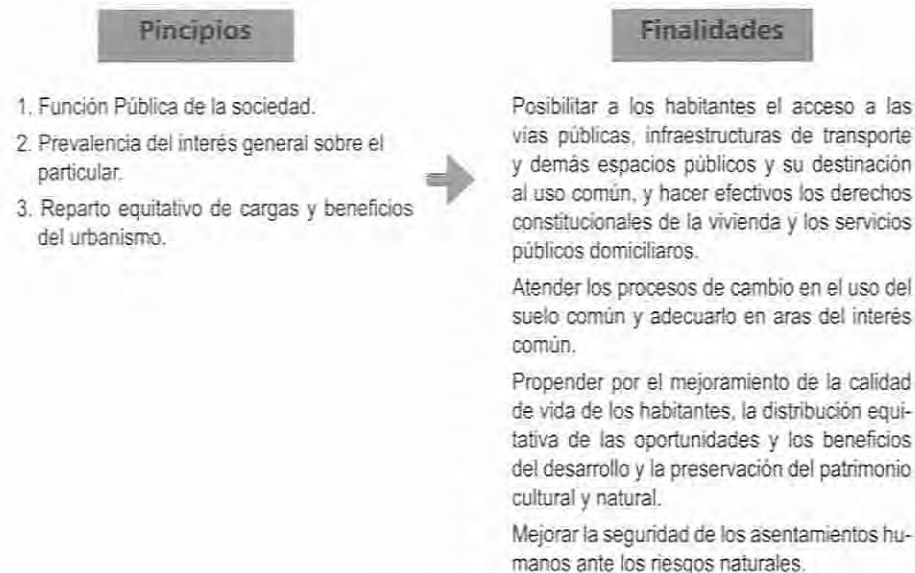 Pincipios
1. Función Pública de la sociedad.
2. Prevalencia del interés general sobre el
particular.
3. Reparto equitativo de cargas y beneficios
del urbanismo.
Finalidades
Posibilitar a los habitantes el acceso a las
vías públicas, infraestructuras de transporte
y demás espacios públicos y su destinación
al uso común, y hacer efectivos los derechos
constitucionales de la vivienda y los servicios
públicos domiciliaros.
Atender los procesos de cambio en el uso del
suelo común y adecuarlo en aras del interés
común.
Propender por el mejoramiento de la calidad
de vida de los habitantes, la distribución equi-
tativa de las oportunidades y los beneficios
del desarrollo y la preservación del patrimonio
cultural y natural.
Mejorar la seguridad de los asentamientos hu-
manos ante los riesgos naturales.